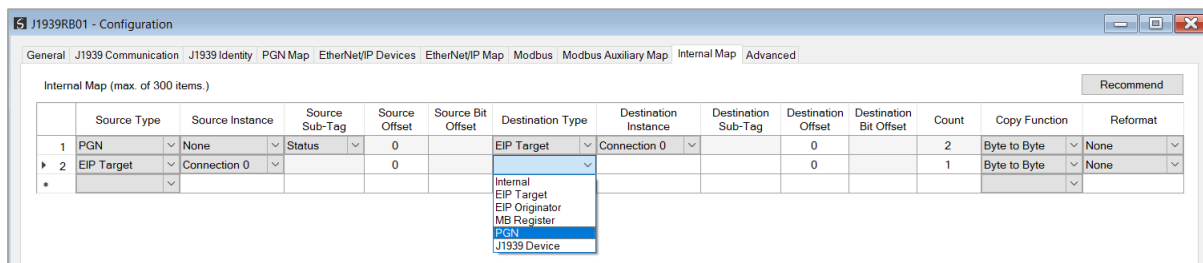 J1939RB01 - Configuration
General J1939 Communication J1939 Identity PGN Map EtherNet/IP Devices EtherNet/IP Map Modbus Modbus Auxiliary Map Internal Map Advanced
Internal Map (max. of 300 items.) Recommend
Source Type Source Instance Source Sub-Tag Source Offset Source Bit Offset Destination Type Destination Instance Destination Sub-Tag Destination Offset Destination Bit Offset Count Copy Function Reformat
1 PGN None Status 0 EIP Target Connection 0 0 2 Byte to Byte None
2 EIP Target Connection 0 0 0 1 Byte to Byte None
*
Internal
EIP Target
EIP Originator
MB Register
PGN
J1939 Device